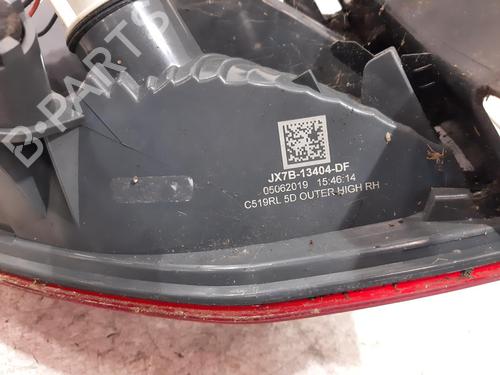 B-PARTS
JX7B-13404-DF
05062019 15:46:14
C519RL 5D OUTER HIGH RH